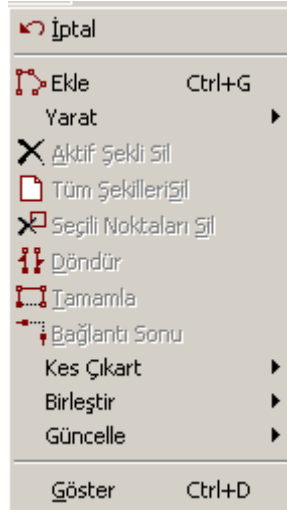 İptal
Ekle Ctrl+G
Yarat
Aktif Şekli Sil
Tüm ŞekilleriSil
Seçili Noktaları Sil
Döndür
Tamamla
Bağlantı Sonu
Kes Çıkart
Birleştir
Güncelle
Göster Ctrl+D